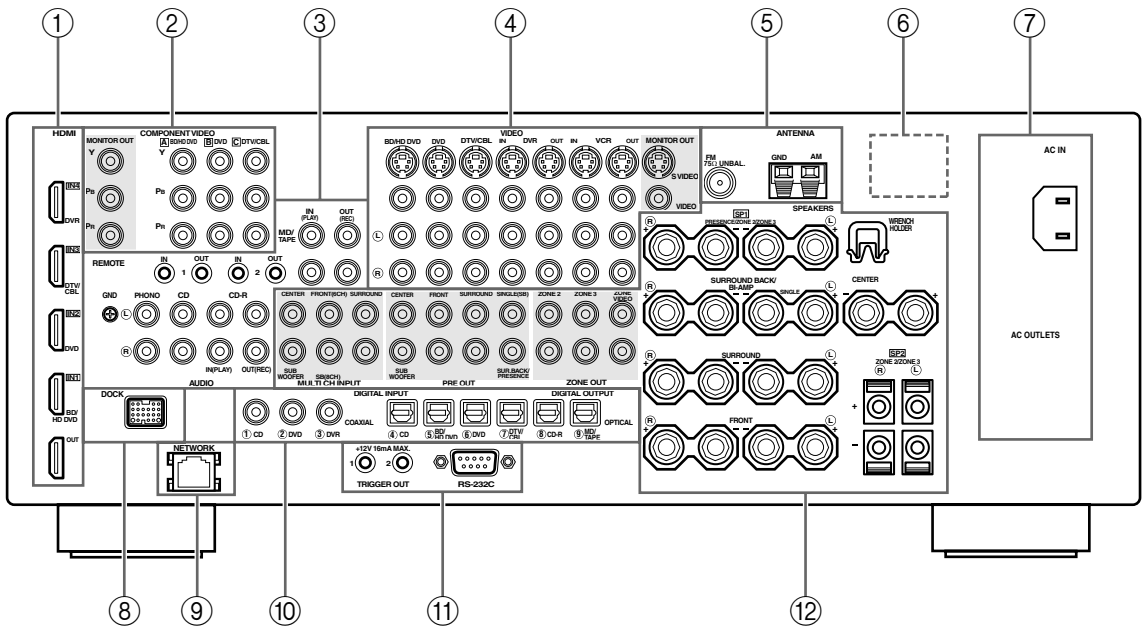 ① ② ③ ④ ⑤ ⑥ ⑦
HDMI
IN4
DVR
IN3
DTV/
CBL
IN2
DVD
IN1
BD/
HD DVD
OUT
COMPONENT VIDEO
MONITOR OUT
A BD/HD DVD B DVD C DTV/CBL
Y Y
PB PB
PR PR
REMOTE
IN 1 OUT IN 2 OUT
GND PHONO CD CD-R
L
R
IN(PLAY) OUT(REC)
AUDIO
MD/
TAPE
IN
(PLAY)
OUT
(REC)
VIDEO
BD/HD DVD DVD DTV/CBL IN DVR OUT IN VCR OUT MONITOR OUT
S VIDEO
VIDEO
L
R
CENTER FRONT(6CH) SURROUND
SUB
WOOFER
SB(8CH)
MULTI CH INPUT
CENTER FRONT SURROUND SINGLE(SB)
SUB
WOOFER
SUR.BACK/
PRESENCE
PRE OUT
ZONE 2 ZONE 3 ZONE
VIDEO
ZONE OUT
ANTENNA
FM
75Ω UNBAL.
GND AM
SPEAKERS
SP1
PRESENCE/ZONE 2/ZONE 3
R L
+ +
WRENCH
HOLDER
SURROUND BACK/
BI-AMP
SINGLE
R L
+ +
CENTER
– +
SURROUND
R L
+ +
FRONT
R L
+ +
SP2
ZONE 2/ZONE 3
R L
+
–
AC IN
AC OUTLETS
DOCK
NETWORK
DIGITAL INPUT
DIGITAL OUTPUT
COAXIAL
OPTICAL
① CD ② DVD ③ DVR
④ CD ⑤ BD/
HD DVD ⑥ DVD ⑦ DTV/
CBL ⑧ CD-R ⑨ MD/
TAPE
+12V 16mA MAX.
1 2
TRIGGER OUT
RS-232C
⑧ ⑨ ⑩ ⑪ ⑫